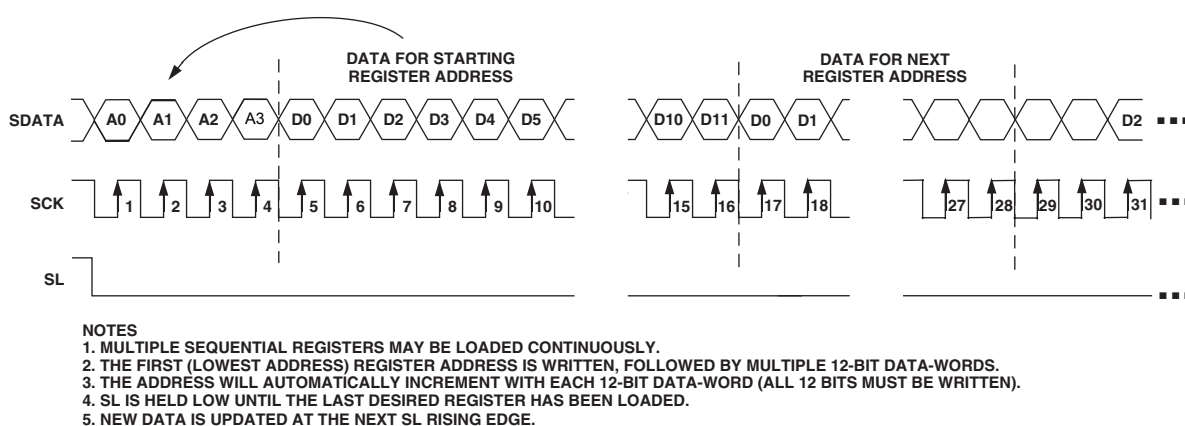 DATA FOR STARTING
REGISTER ADDRESS
DATA FOR NEXT
REGISTER ADDRESS
SDATA A0 A1 A2 A3 D0 D1 D2 D3 D4 D5 D10 D11 D0 D1 D2
SCK 1 2 3 4 5 6 7 8 9 10 15 16 17 18 27 28 29 30 31
SL
NOTES
1. MULTIPLE SEQUENTIAL REGISTERS MAY BE LOADED CONTINUOUSLY.
2. THE FIRST (LOWEST ADDRESS) REGISTER ADDRESS IS WRITTEN, FOLLOWED BY MULTIPLE 12-BIT DATA-WORDS.
3. THE ADDRESS WILL AUTOMATICALLY INCREMENT WITH EACH 12-BIT DATA-WORD (ALL 12 BITS MUST BE WRITTEN).
4. SL IS HELD LOW UNTIL THE LAST DESIRED REGISTER HAS BEEN LOADED.
5. NEW DATA IS UPDATED AT THE NEXT SL RISING EDGE.